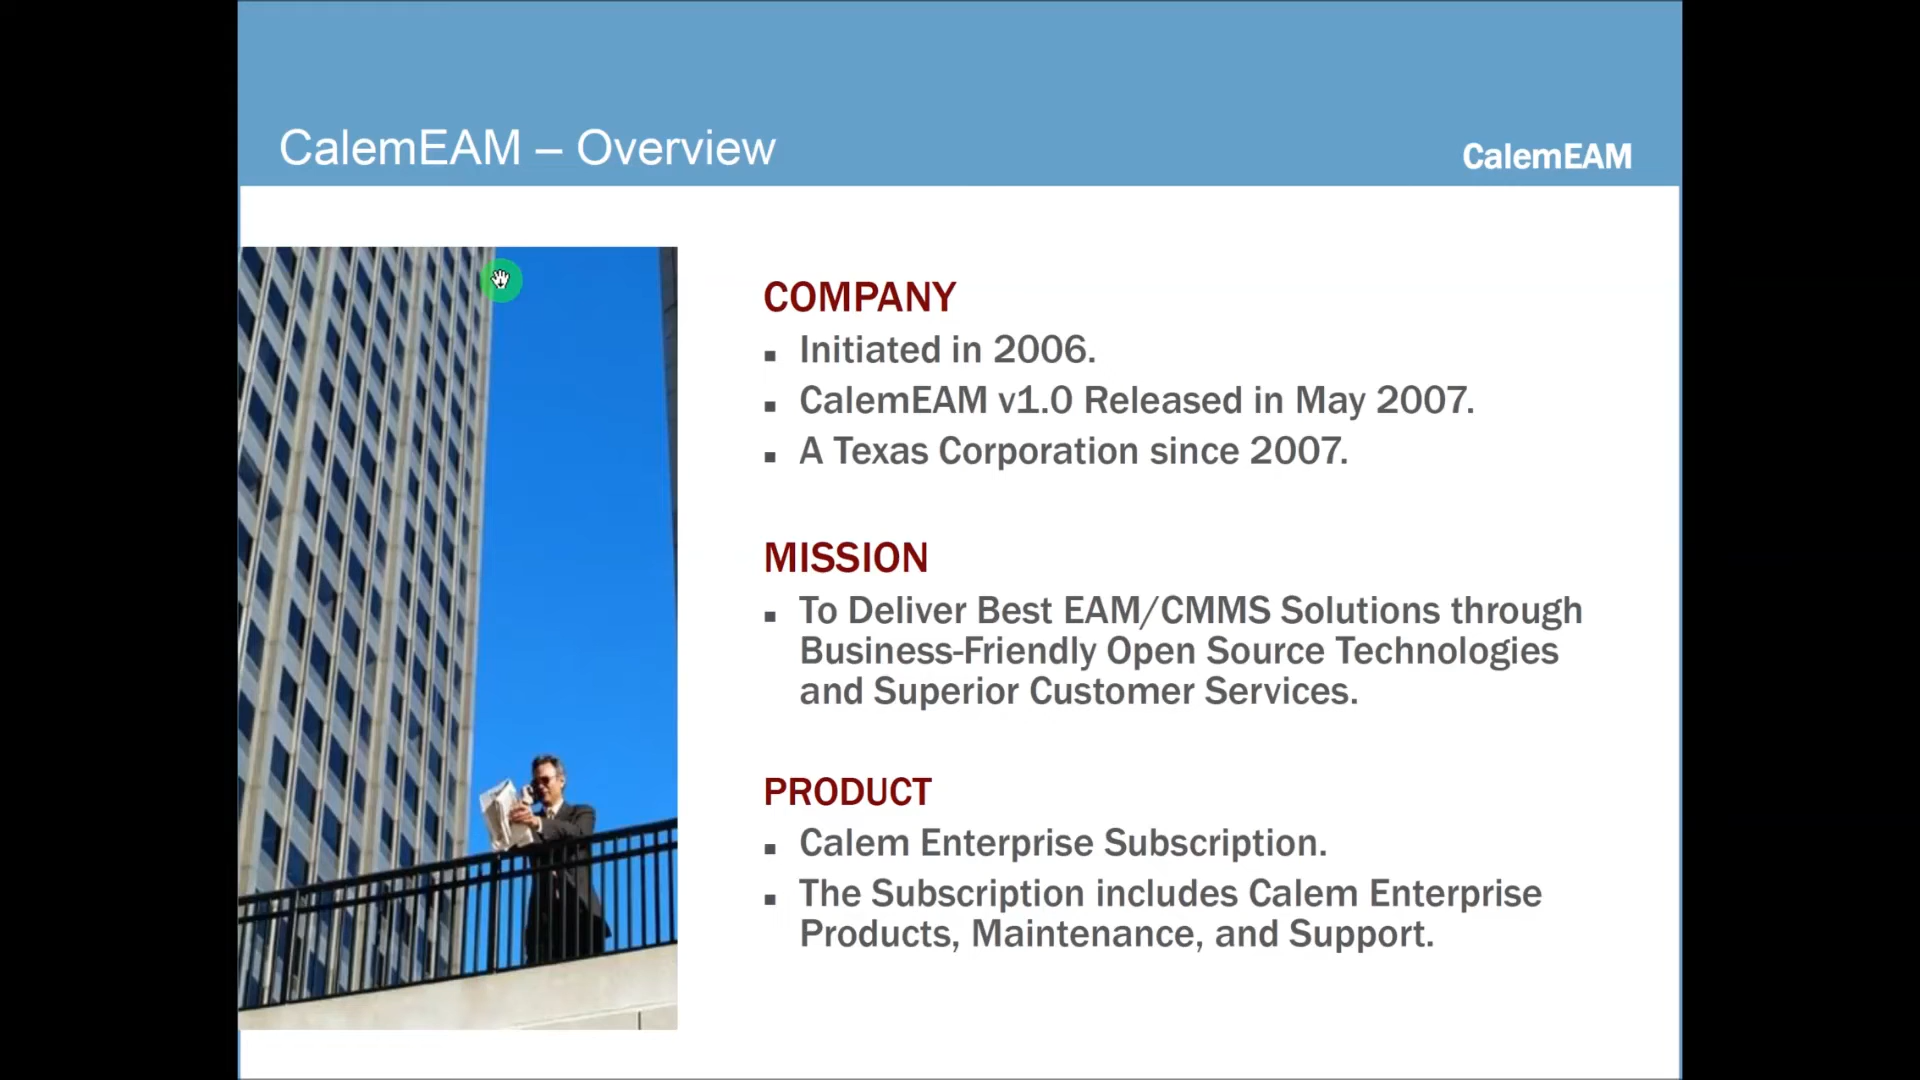 CalemEAM – Overview
CalemEAM
COMPANY
▪ Initiated in 2006.
▪ CalemEAM v1.0 Released in May 2007.
▪ A Texas Corporation since 2007.
MISSION
▪ To Deliver Best EAM/CMMS Solutions through
Business-Friendly Open Source Technologies
and Superior Customer Services.
PRODUCT
▪ Calem Enterprise Subscription.
▪ The Subscription includes Calem Enterprise
Products, Maintenance, and Support.